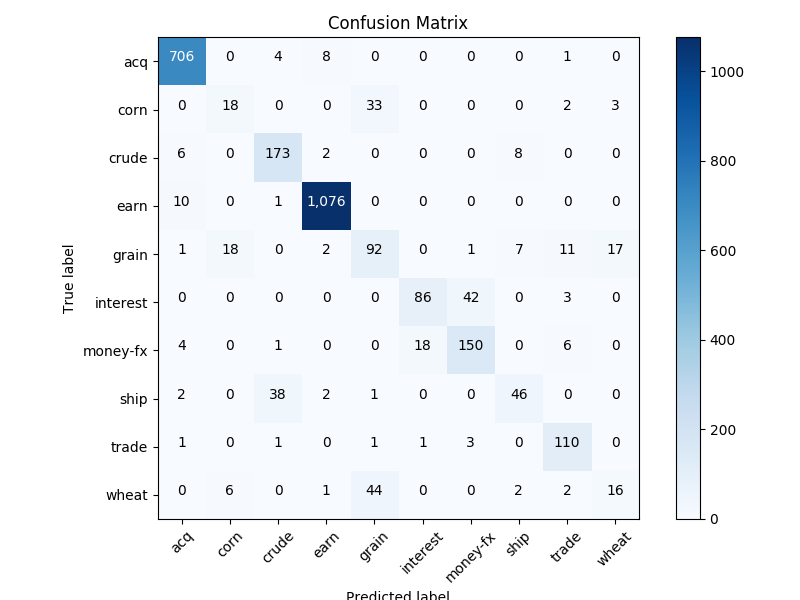 Confusion Matrix
acq 706 0 4 8 0 0 0 0 1 0
corn 0 18 0 0 33 0 0 0 2 3
crude 6 0 173 2 0 0 0 8 0 0
earn 10 0 1 1,076 0 0 0 0 0 0
grain 1 18 0 2 92 0 1 7 11 17
interest 0 0 0 0 0 86 42 0 3 0
money-fx 4 0 1 0 0 18 150 0 6 0
ship 2 0 38 2 1 0 0 46 0 0
trade 1 0 1 0 1 1 3 0 110 0
wheat 0 6 0 1 44 0 0 2 2 16
acq corn crude earn grain interest money-fx ship trade wheat
True label
Predicted label
1000
800
600
400
200
0